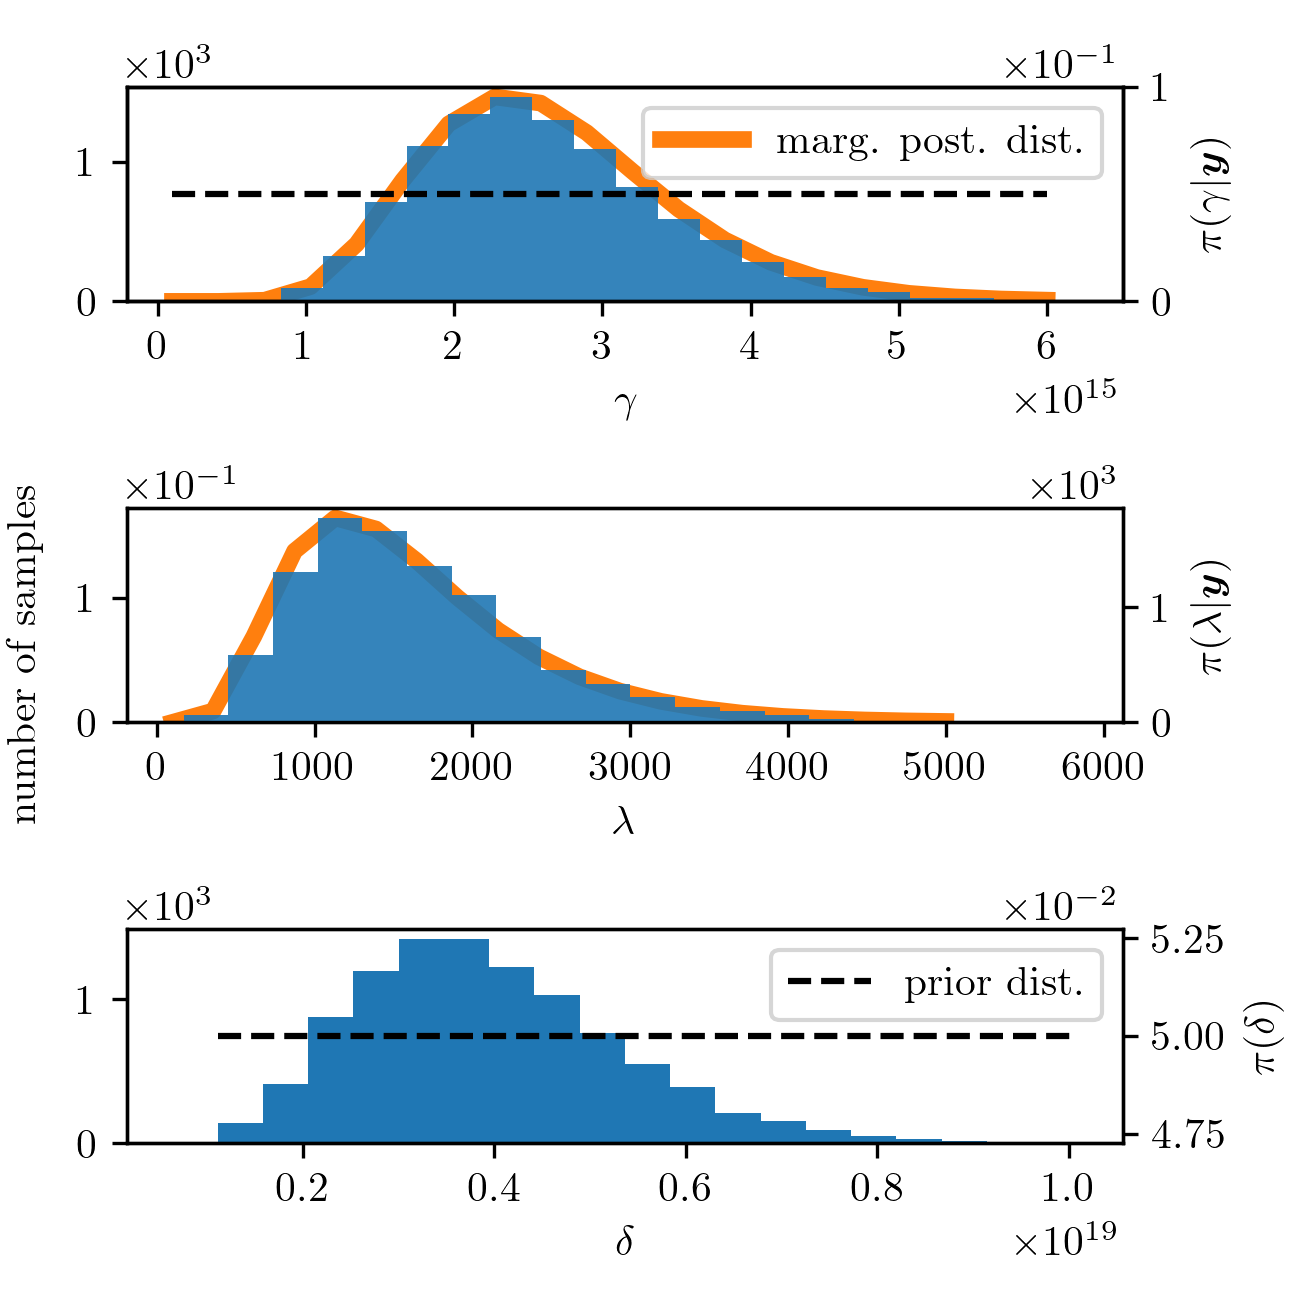 ×10³ ×10⁻¹
marg. post. dist.
1
0
1
0
π(γ|y)
0 1 2 3 4 5 6
γ ×10¹⁵
number of samples
×10⁻¹ ×10³
1
0
1
0
π(λ|y)
0 1000 2000 3000 4000 5000 6000
λ
×10³ ×10⁻²
prior dist.
1
0
5.25
5.00
4.75
π(δ)
0.2 0.4 0.6 0.8 1.0
δ ×10¹⁹